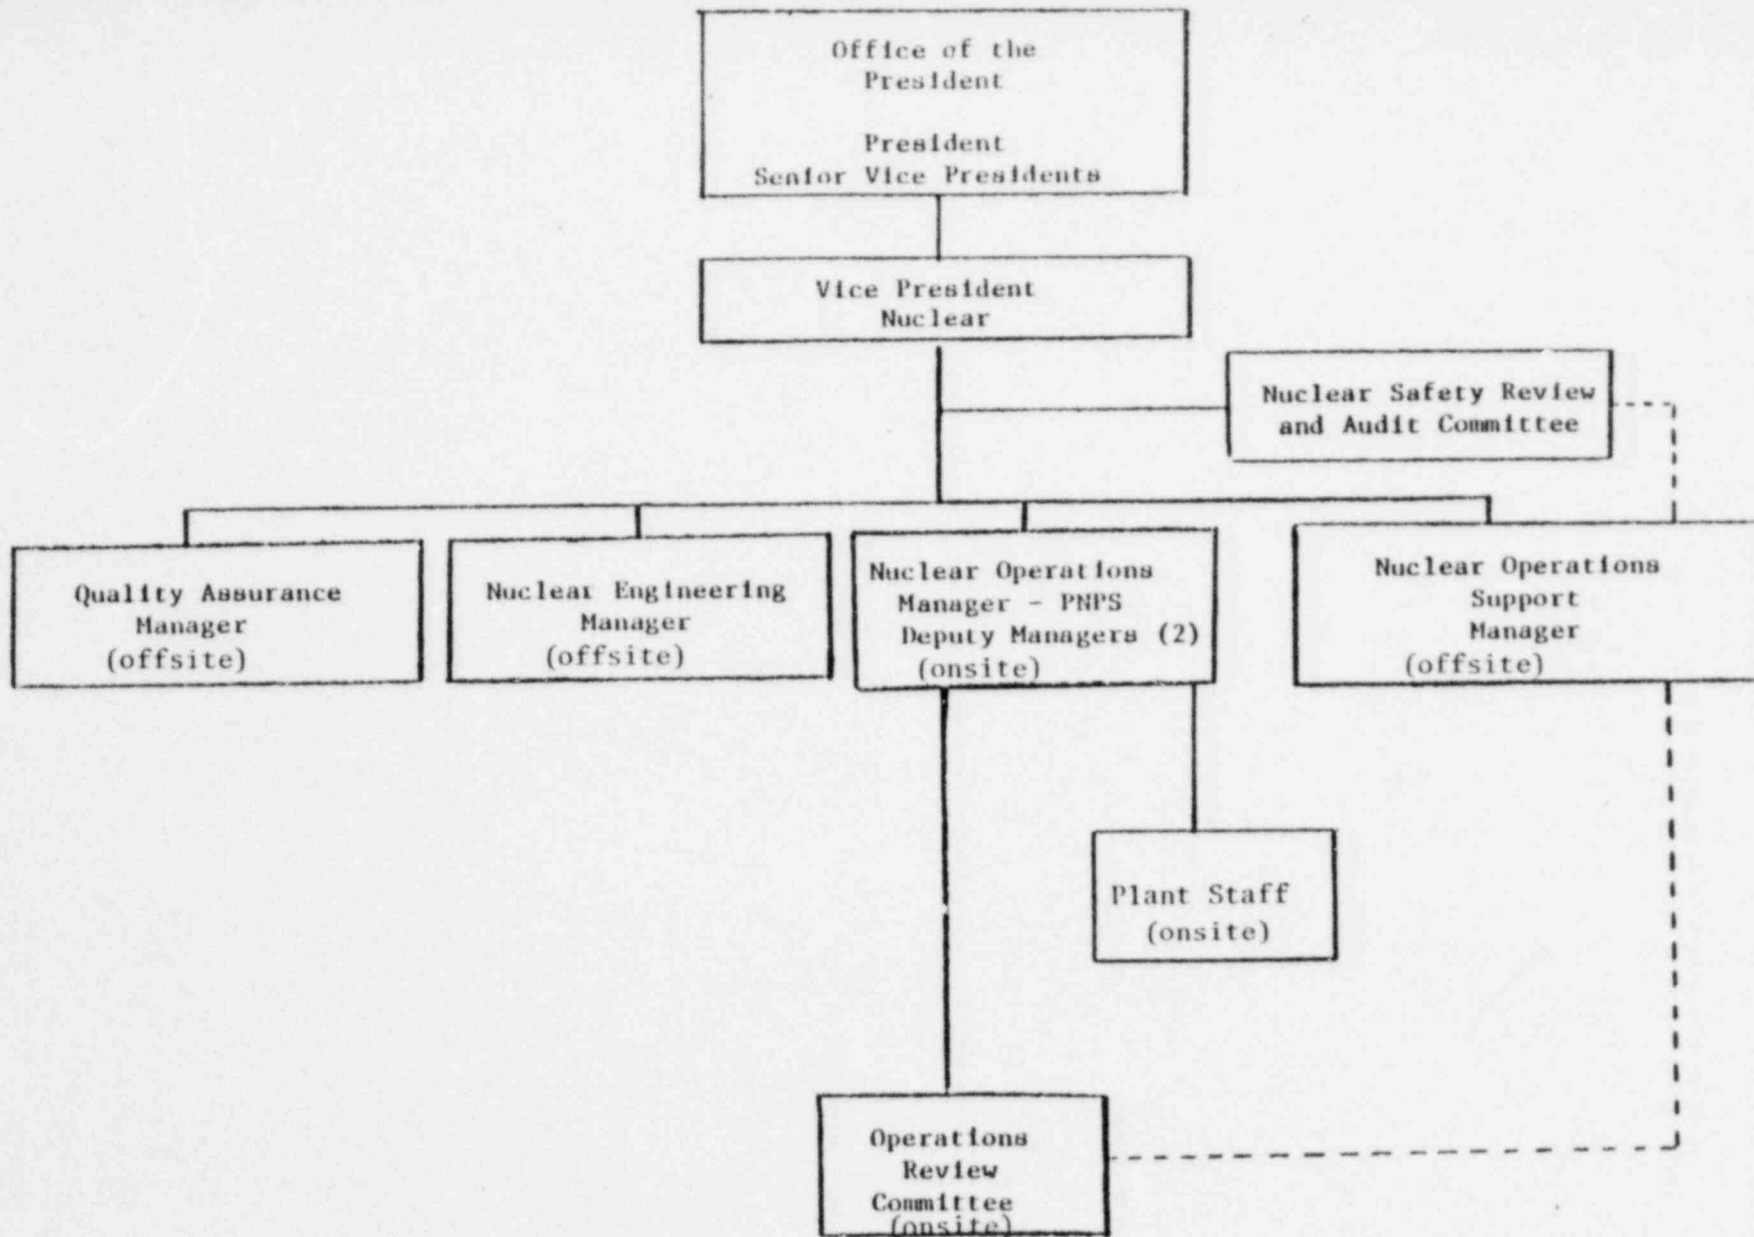 Office of the
President
President
Senior Vice Presidents
Vice President
Nuclear
Nuclear Safety Review
and Audit Committee
Quality Assurance
Manager
(offsite)
Nuclear Engineering
Manager
(offsite)
Nuclear Operations
Manager - PNPS
Deputy Managers (2)
(onsite)
Nuclear Operations
Support
Manager
(offsite)
Plant Staff
(onsite)
Operations
Review
Committee
(onsite)